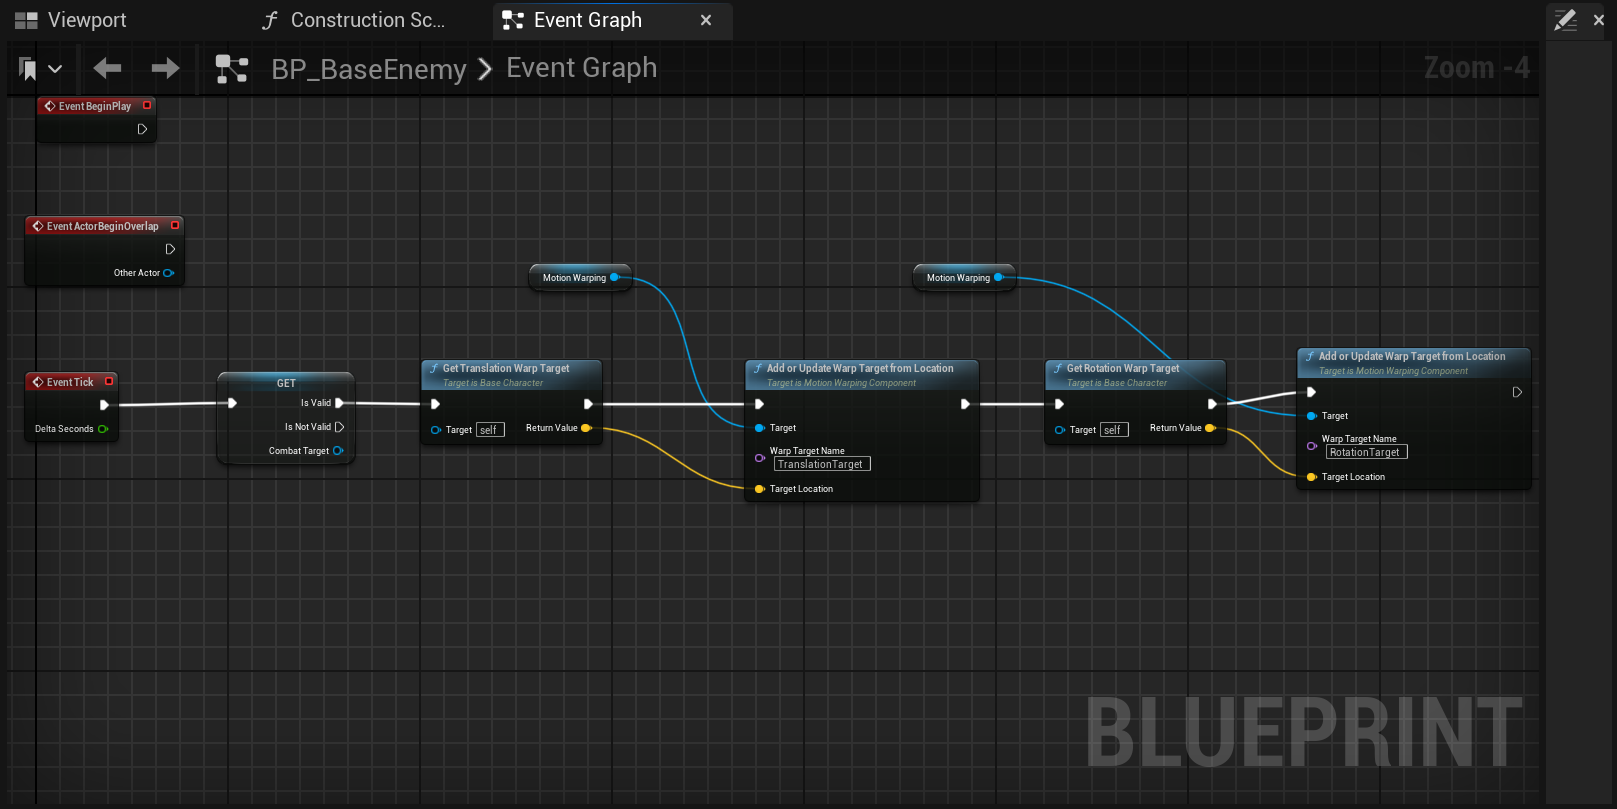 Viewport
Construction Sc...
Event Graph
BP_BaseEnemy
Event Graph
Zoom -4
Event BeginPlay
Event ActorBeginOverlap
Other Actor
Motion Warping
Motion Warping
Event Tick
Delta Seconds
GET
Is Valid
Is Not Valid
Combat Target
Get Translation Warp Target
Target is Base Character
Target self
Return Value
Add or Update Warp Target from Location
Target is Motion Warping Component
Target
Warp Target Name
TranslationTarget
Target Location
Get Rotation Warp Target
Target is Base Character
Target self
Return Value
Add or Update Warp Target from Location
Target is Motion Warping Component
Target
Warp Target Name
RotationTarget
Target Location
BLUEPRINT